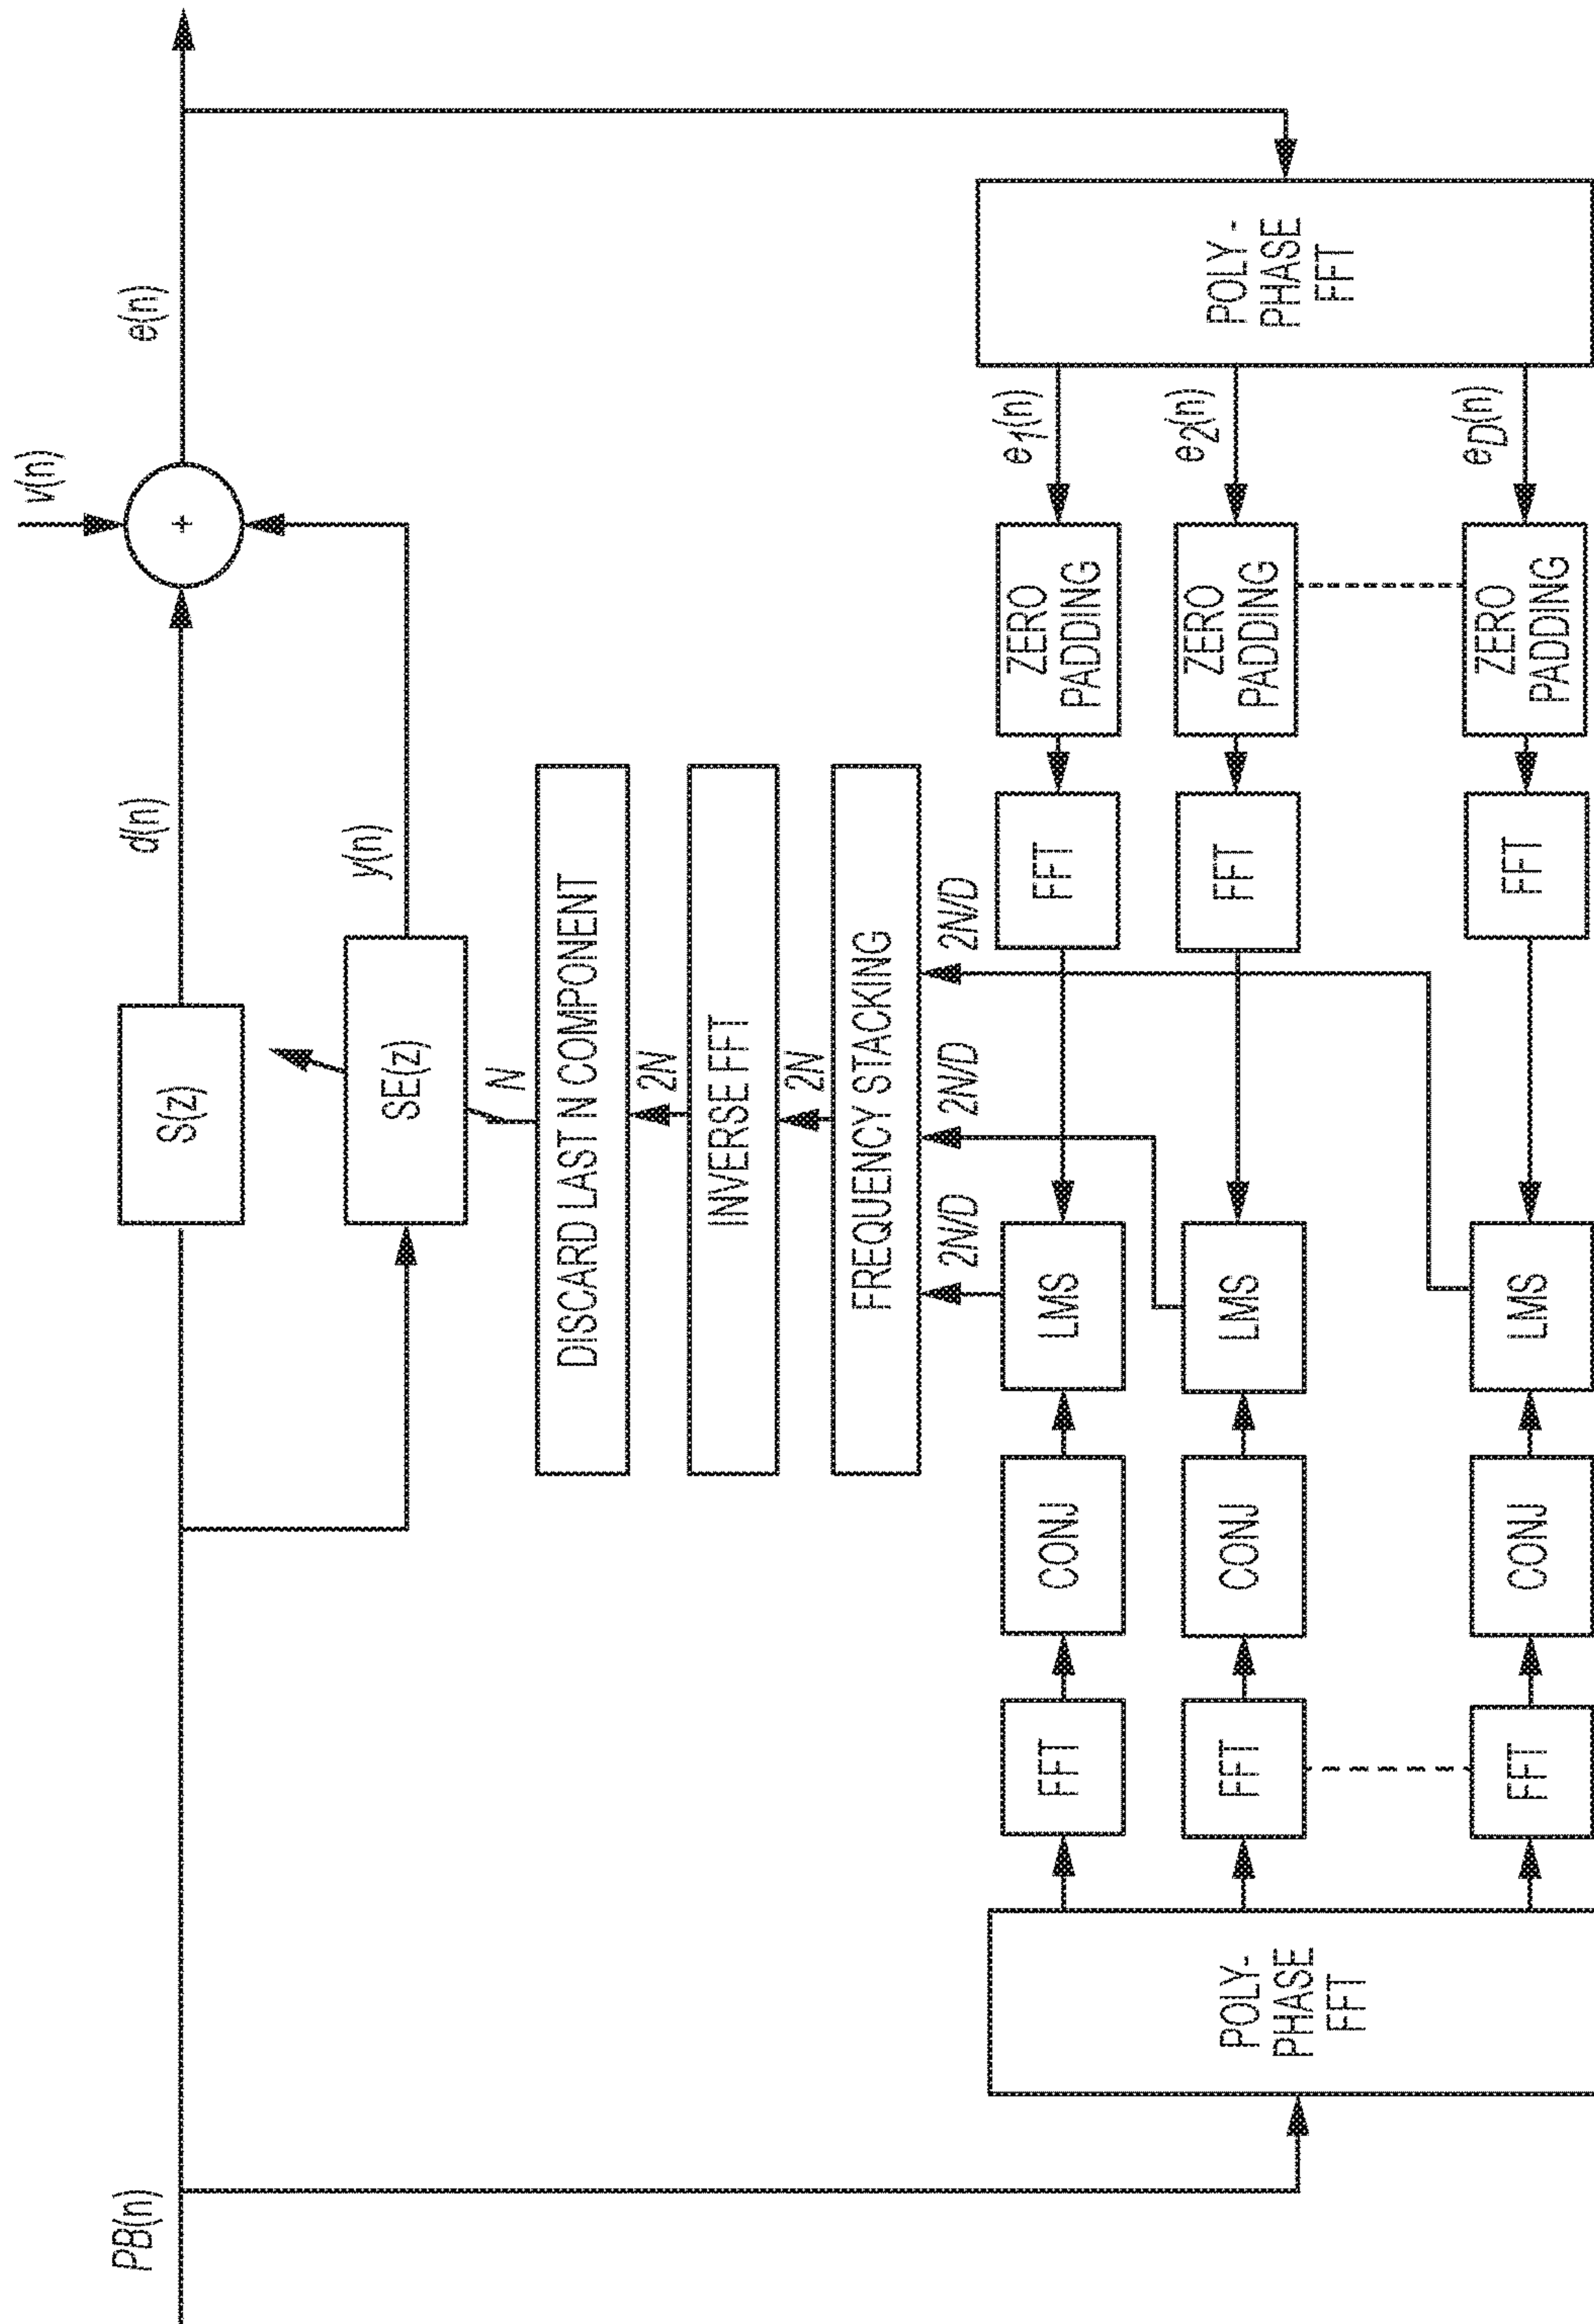 PB(n)
S(z)
d(n)
v(n)
+
e(n)
SE(z)
y(n)
N
DISCARD LAST N COMPONENT
2N
INVERSE FFT
2N
FREQUENCY STACKING
2N/D
2N/D
2N/D
POLY-
PHASE
FFT
FFT
CONJ
LMS
FFT
ZERO
PADDING
e1(n)
FFT
CONJ
LMS
FFT
ZERO
PADDING
e2(n)
FFT
CONJ
LMS
FFT
ZERO
PADDING
eD(n)
POLY -
PHASE
FFT